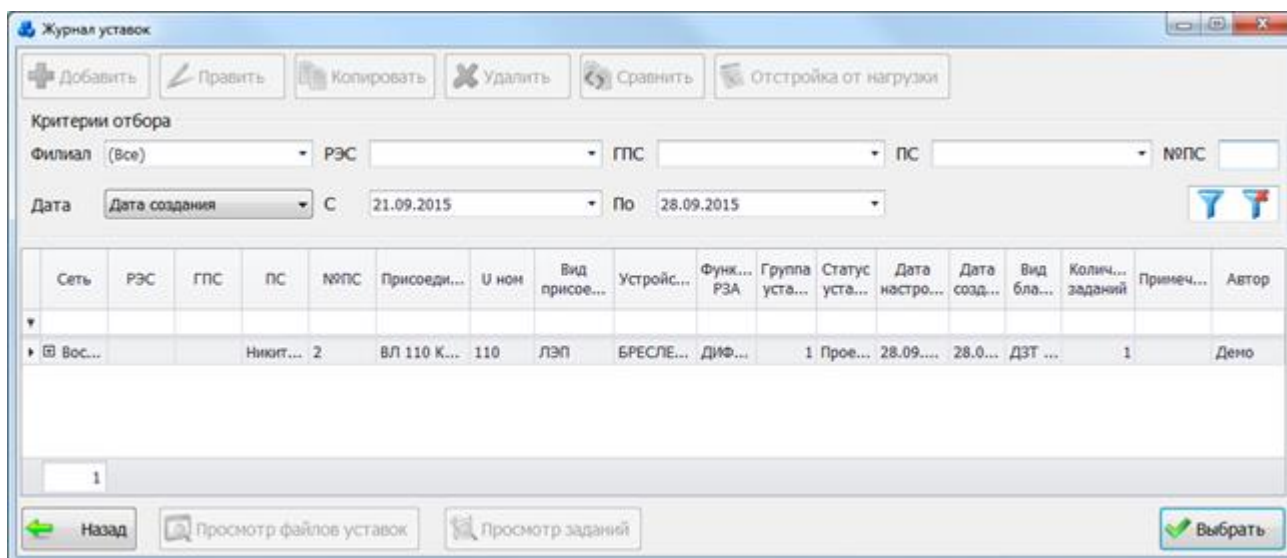 Журнал уставок
Добавить Править Копировать Удалить Сравнить Отстройка от нагрузки
Критерии отбора
Филиал (Все) РЭС ГПС ПС №ПС
Дата Дата создания С 21.09.2015 По 28.09.2015
Сеть РЭС ГПС ПС №ПС Присоеди... U ном Вид присое... Устройс... Функ... РЗА Группа уста... Статус уста... Дата настро... Дата созд... Вид бла... Колич... заданий Примеч... Автор
Вос... Никит... 2 ВЛ 110 К... 110 ЛЭП БРЕСЛЕ... ДИФ... 1 Прое... 28.09.... 28.0... ДЗТ ... 1 Демо
1
Назад Просмотр файлов уставок Просмотр заданий Выбрать